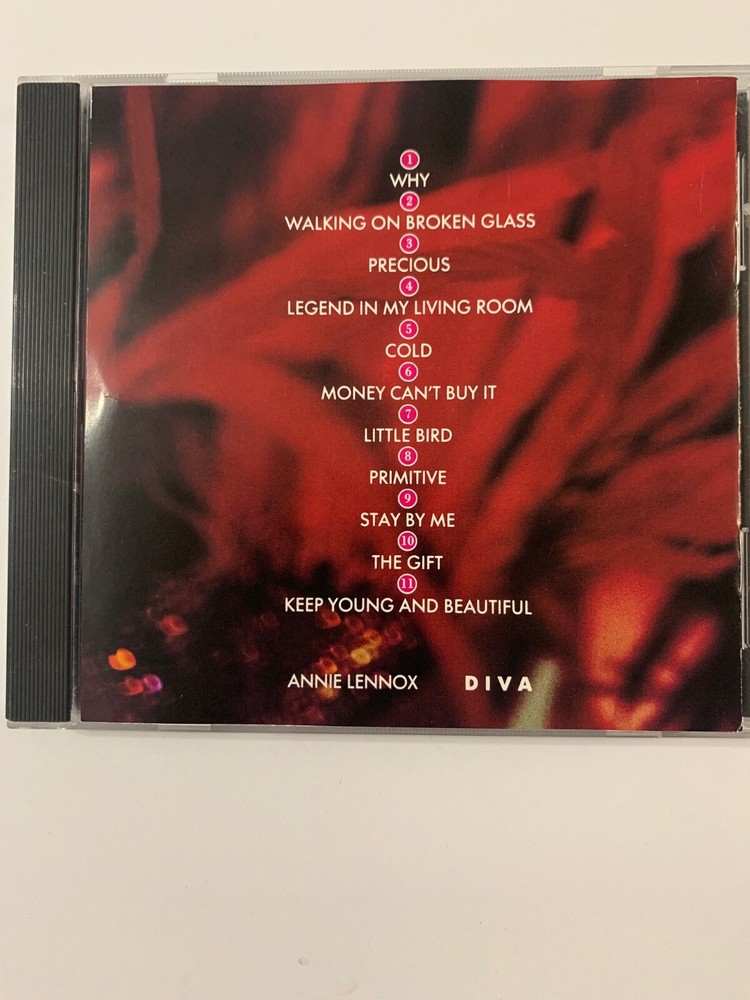 1
WHY
2
WALKING ON BROKEN GLASS
3
PRECIOUS
4
LEGEND IN MY LIVING ROOM
5
COLD
6
MONEY CAN'T BUY IT
7
LITTLE BIRD
8
PRIMITIVE
9
STAY BY ME
10
THE GIFT
11
KEEP YOUNG AND BEAUTIFUL
ANNIE LENNOX DIVA